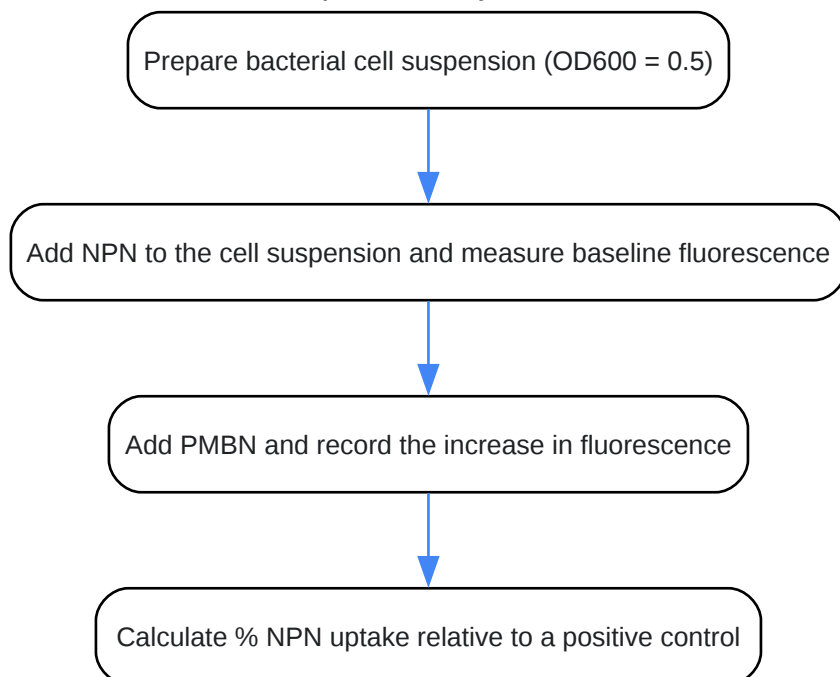 Prepare bacterial cell suspension (OD600 = 0.5)
Add NPN to the cell suspension and measure baseline fluorescence
Add PMBN and record the increase in fluorescence
Calculate % NPN uptake relative to a positive control